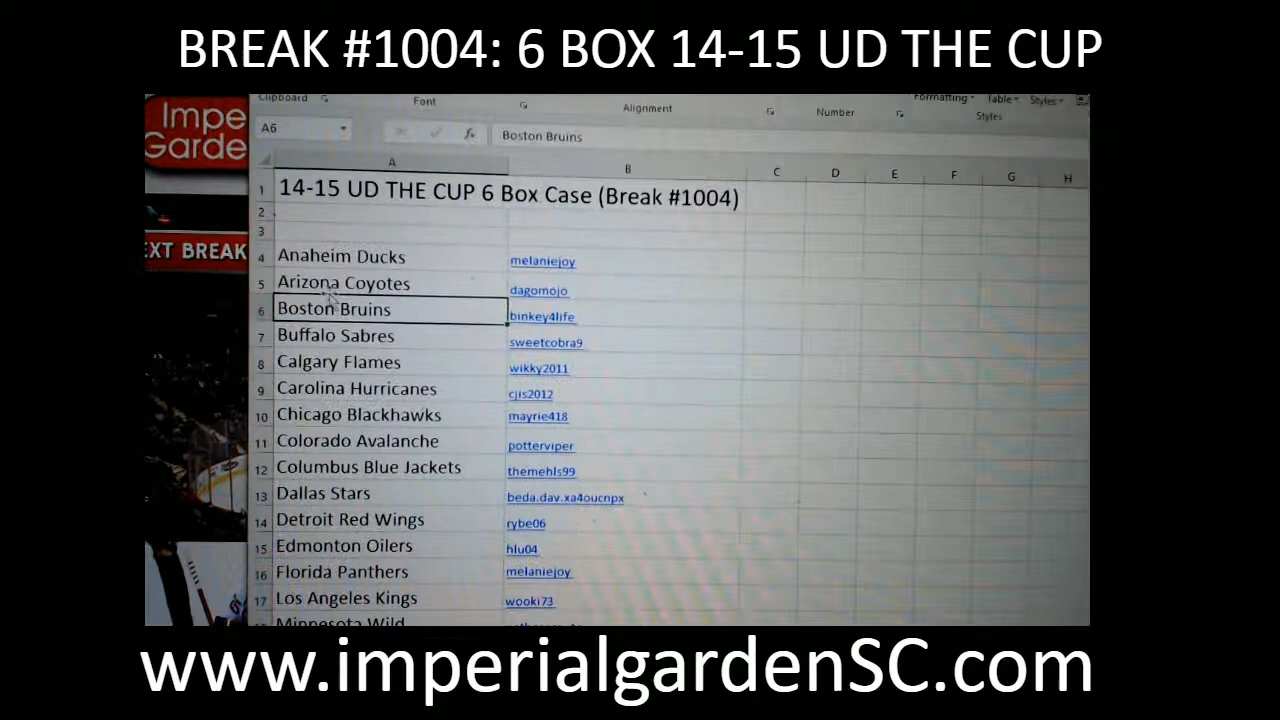 BREAK #1004: 6 BOX 14-15 UD THE CUP
Clipboard Font Alignment Number Formatting Table Styles
Styles
Impe
Garde
A6 fx Boston Bruins
A B C D E F G H
1 14-15 UD THE CUP 6 Box Case (Break #1004)
2
3
EXT BREAK
4 Anaheim Ducks melaniejoy
5 Arizona Coyotes dagomojo
6 Boston Bruins binkey4life
7 Buffalo Sabres sweetcobra9
8 Calgary Flames wikky2011
9 Carolina Hurricanes cjis2012
10 Chicago Blackhawks mayrie418
11 Colorado Avalanche potterviper
12 Columbus Blue Jackets themehls99
13 Dallas Stars beda.dav.xa4oucnpx
14 Detroit Red Wings rybe06
15 Edmonton Oilers hlu04
16 Florida Panthers melaniejoy
17 Los Angeles Kings wooki73
Minnesota Wild
www.imperialgardenSC.com